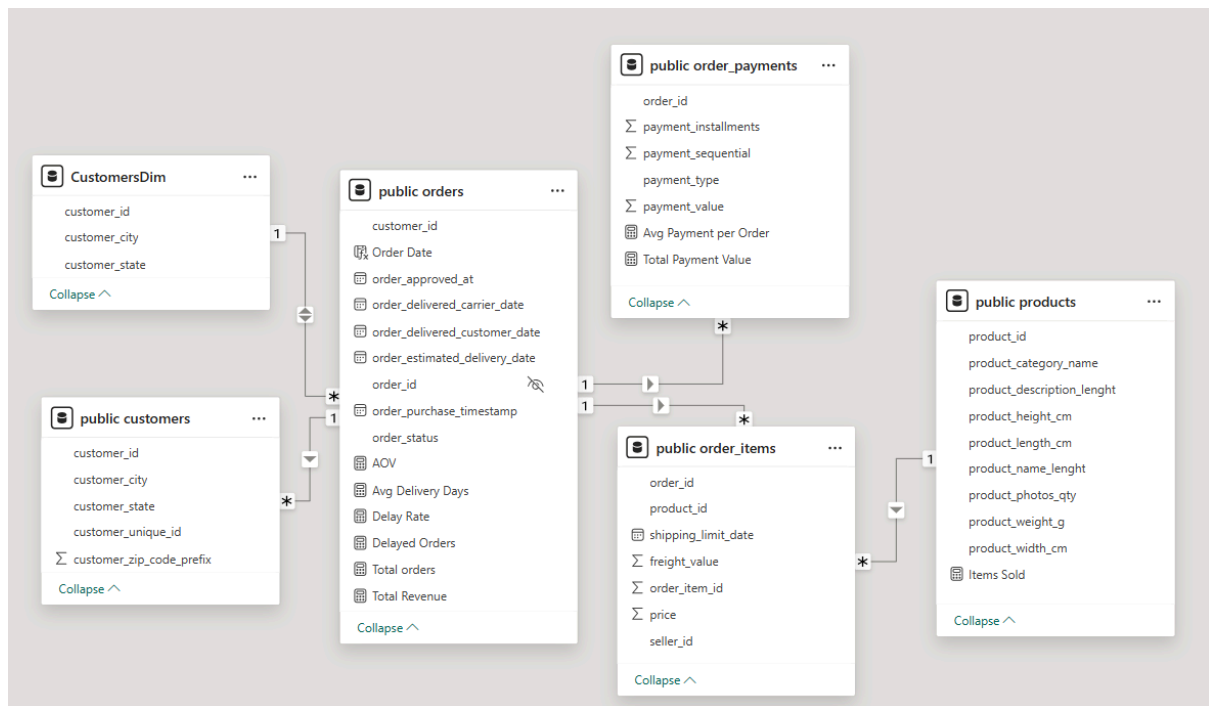 CustomersDim
customer_id
customer_city
customer_state
Collapse
public customers
customer_id
customer_city
customer_state
customer_unique_id
customer_zip_code_prefix
Collapse
public orders
customer_id
Order Date
order_approved_at
order_delivered_carrier_date
order_delivered_customer_date
order_estimated_delivery_date
order_id
order_purchase_timestamp
order_status
AOV
Avg Delivery Days
Delay Rate
Delayed Orders
Total orders
Total Revenue
Collapse
public order_payments
order_id
payment_installments
payment_sequential
payment_type
payment_value
Avg Payment per Order
Total Payment Value
Collapse
public order_items
order_id
product_id
shipping_limit_date
freight_value
order_item_id
price
seller_id
Collapse
public products
product_id
product_category_name
product_description_lenght
product_height_cm
product_length_cm
product_name_lenght
product_photos_qty
product_weight_g
product_width_cm
Items Sold
Collapse
1
*
1
*
1
*
1
*
1
*